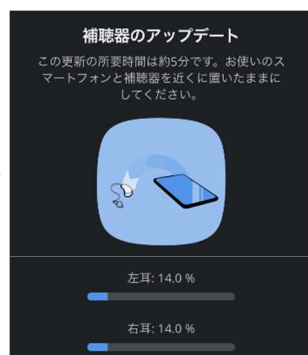 補聴器のアップデート
この更新の所要時間は約5分です。お使いのス
マートフォンと補聴器を近くに置いたままに
してください。
左耳: 14.0 %
右耳: 14.0 %